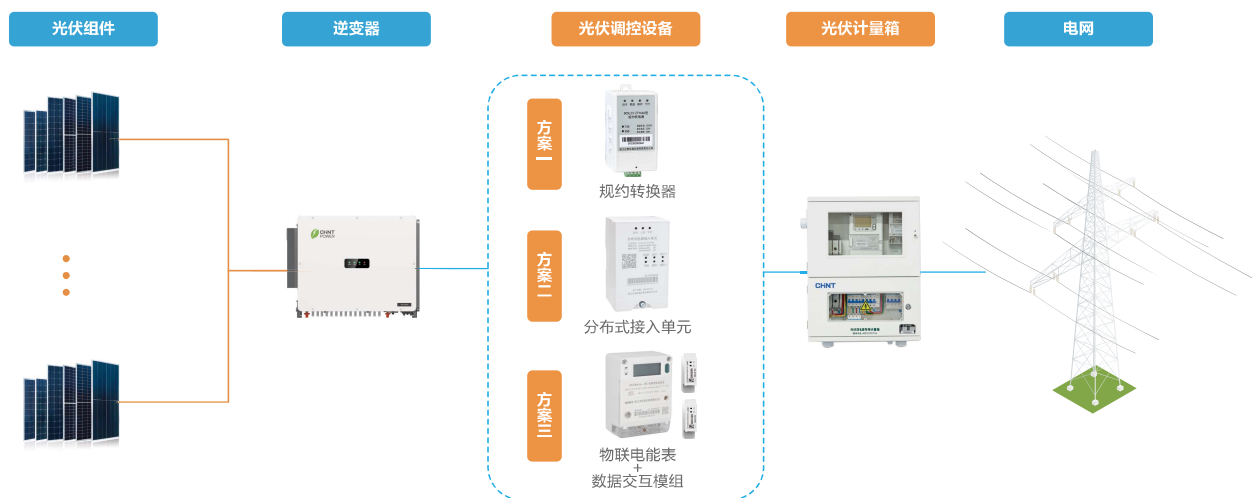 光伏组件
逆变器
光伏调控设备
光伏计量箱
电网
方案一
规约转换器
CHNT
POWER
方案二
分布式接入单元
CHNT
方案三
物联电能表
+
数据交互模组